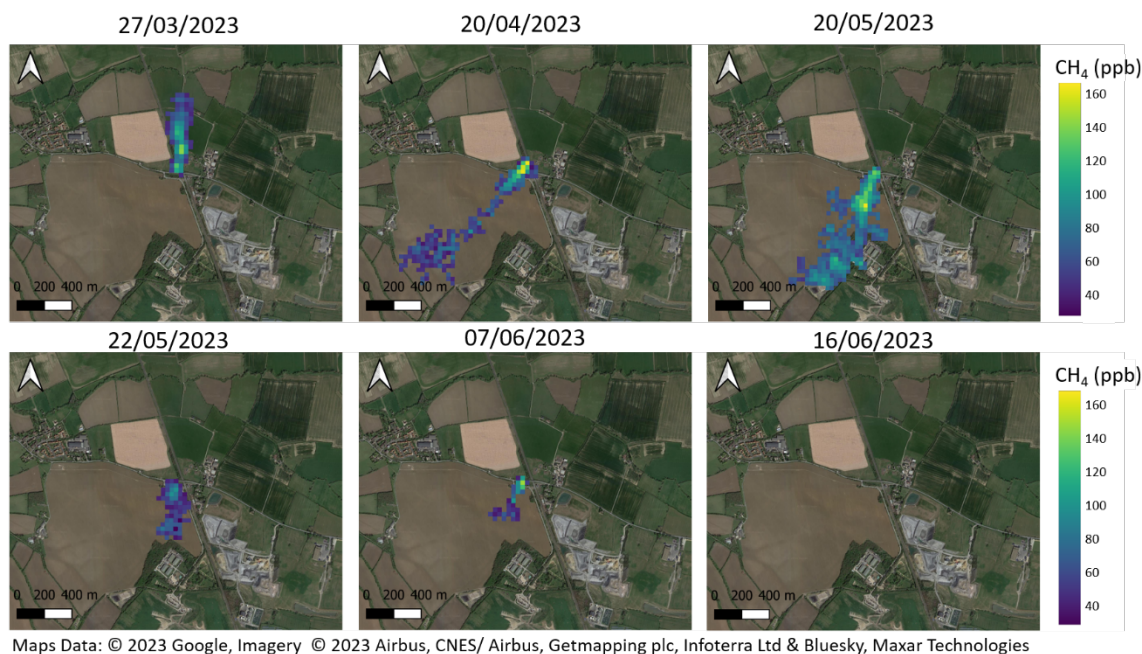 27/03/2023 20/04/2023 20/05/2023
CH₄ (ppb)
160
140
120
100
80
60
40
0 200 400 m 0 200 400 m 0 200 400 m
22/05/2023 07/06/2023 16/06/2023
CH₄ (ppb)
160
140
120
100
80
60
40
0 200 400 m 0 200 400 m 0 200 400 m
Maps Data: © 2023 Google, Imagery © 2023 Airbus, CNES/ Airbus, Getmapping plc, Infoterra Ltd & Bluesky, Maxar Technologies